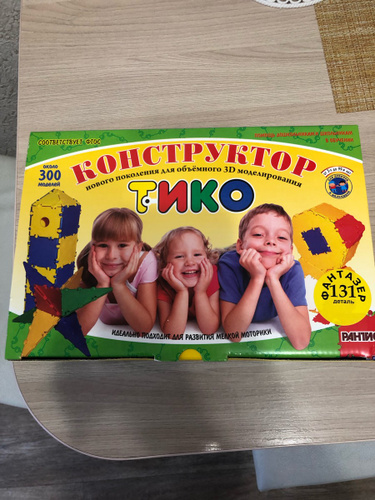 СООТВЕТСТВУЕТ ФГОС
КОНСТРУКТОР
нового поколения для объёмного 3D моделирования
ТИКО
ОКОЛО
300
МОДЕЛЕЙ
ФАНТАЗЕР
131
деталь
РАНТИС
ИДЕАЛЬНО ПОДХОДИТ ДЛЯ РАЗВИТИЯ МЕЛКОЙ МОТОРИКИ